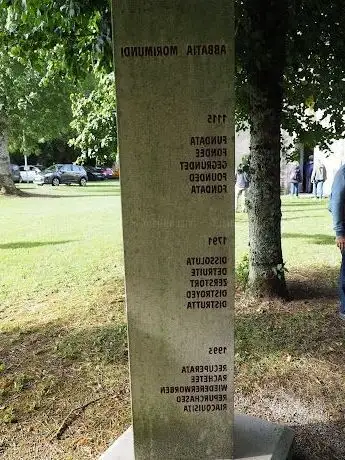 ABBATIA MORIMUNDI
1115
FUNDATA
FONDEE
GEGRUNDET
FOUNDED
FONDATA
1791
DISSOLUTA
DETRUITE
ZERSTORT
DISTROYED
DISTRUTTA
1995
RECUPERATA
RACHETEE
WIEDERERWORBEN
REPURCHASED
RIACQUISITA